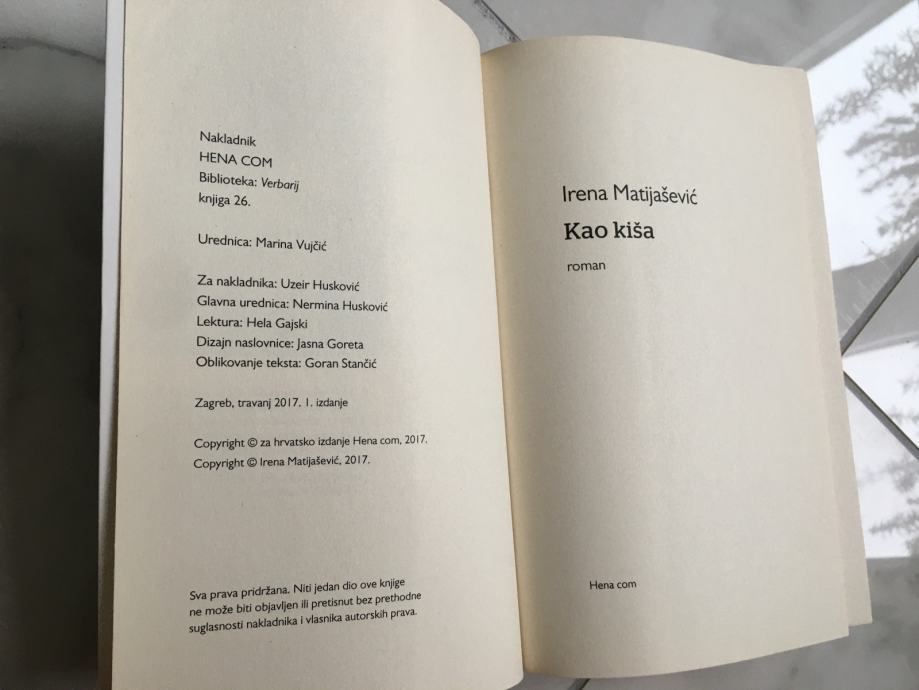 Nakladnik
HENA COM
Biblioteka: Verbarij
knjiga 26.
Urednica: Marina Vujčić
Za nakladnika: Uzeir Husković
Glavna urednica: Nermina Husković
Lektura: Hela Gajski
Dizajn naslovnice: Jasna Goreta
Oblikovanje teksta: Goran Stančić
Zagreb, travanj 2017. 1. izdanje
Copyright © za hrvatsko izdanje Hena com, 2017.
Copyright © Irena Matijašević, 2017.
Sva prava pridržana. Niti jedan dio ove knjige
ne može biti objavljen ili pretisnut bez prethodne
suglasnosti nakladnika i vlasnika autorskih prava.
Irena Matijašević
Kao kiša
roman
Hena com